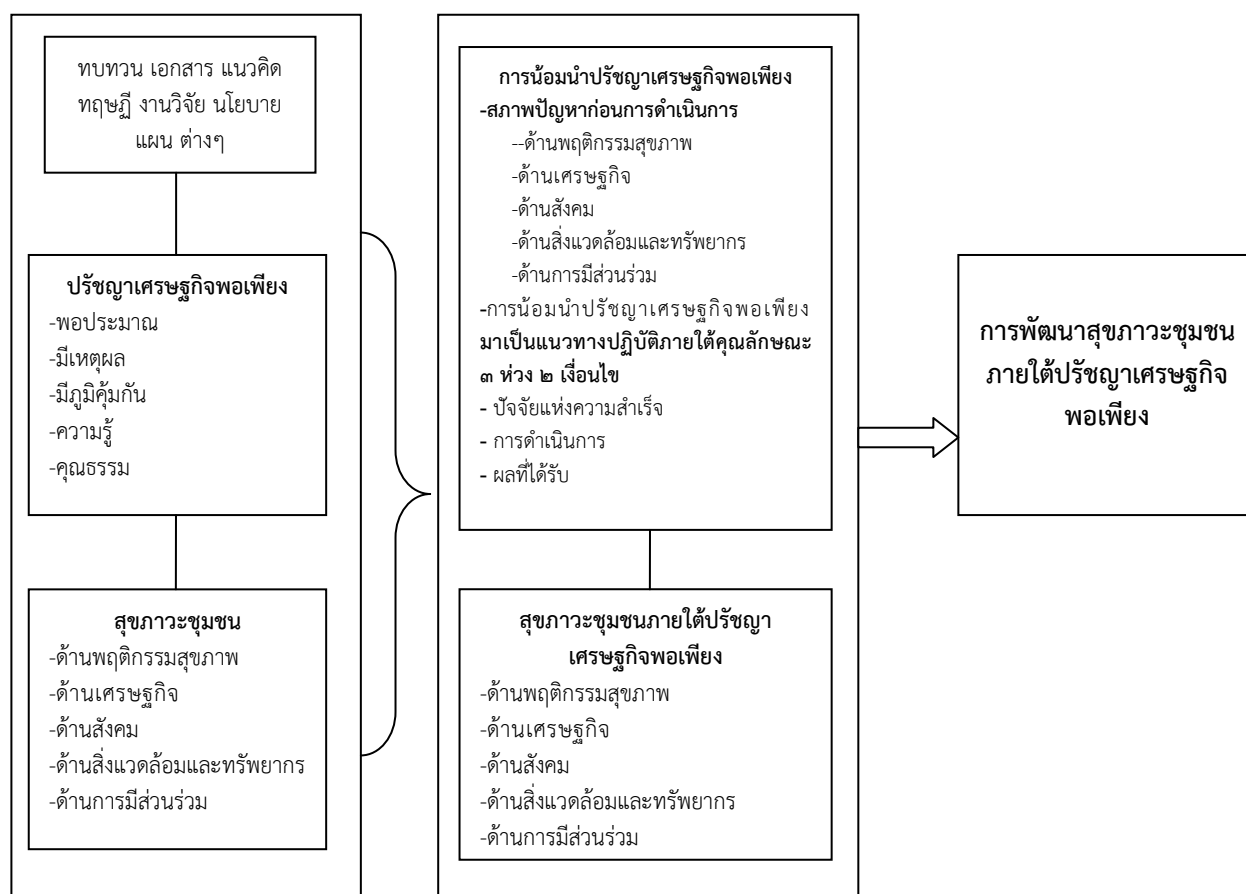 ทบทวน เอกสาร แนวคิด
ทฤษฏี งานวิจัย นโยบาย
แผน ต่างๆ
ปรัชญาเศรษฐกิจพอเพียง
-พอประมาณ
-มีเหตุผล
-มีภูมิคุ้มกัน
-ความรู้
-คุณธรรม
สุขภาวะชุมชน
-ด้านพฤติกรรมสุขภาพ
-ด้านเศรษฐกิจ
-ด้านสังคม
-ด้านสิ่งแวดล้อมและทรัพยากร
-ด้านการมีส่วนร่วม
การน้อมนำปรัชญาเศรษฐกิจพอเพียง
-สภาพปัญหาก่อนการดำเนินการ
--ด้านพฤติกรรมสุขภาพ
-ด้านเศรษฐกิจ
-ด้านสังคม
-ด้านสิ่งแวดล้อมและทรัพยากร
-ด้านการมีส่วนร่วม
-การน้อมนำปรัชญาเศรษฐกิจพอเพียง
มาเป็นแนวทางปฏิบัติภายใต้คุณลักษณะ
๓ ห่วง ๒ เงื่อนไข
- ปัจจัยแห่งความสำเร็จ
- การดำเนินการ
- ผลที่ได้รับ
สุขภาวะชุมชนภายใต้ปรัชญา
เศรษฐกิจพอเพียง
-ด้านพฤติกรรมสุขภาพ
-ด้านเศรษฐกิจ
-ด้านสังคม
-ด้านสิ่งแวดล้อมและทรัพยากร
-ด้านการมีส่วนร่วม
การพัฒนาสุขภาวะชุมชน
ภายใต้ปรัชญาเศรษฐกิจ
พอเพียง